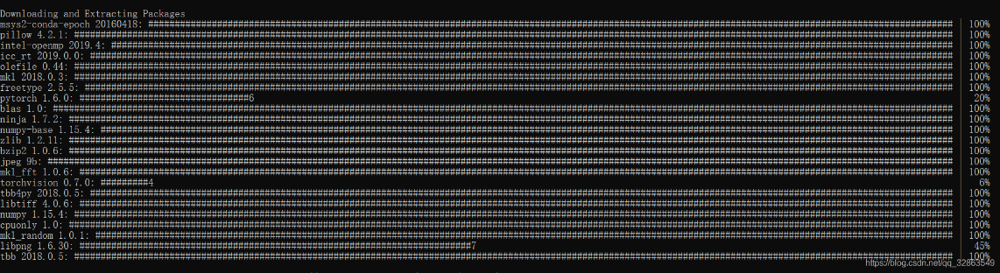 Downloading and Extracting Packages
msys2-conda-epoch 20160418: | 100%
pillow 4.2.1: | 100%
intel-openmp 2019.4: | 100%
icc_rt 2019.0.0: | 100%
olefile 0.44: | 100%
mkl 2018.0.3: | 100%
freetype 2.5.5: | 100%
pytorch 1.6.0: ################################6 | 20%
blas 1.0: | 100%
ninja 1.7.2: | 100%
numpy-base 1.15.4: | 100%
zlib 1.2.11: | 100%
bzip2 1.0.6: | 100%
jpeg 9b: | 100%
mkl_fft 1.0.6: | 100%
torchvision 0.7.0: #########4 | 6%
tbb4py 2018.0.5: | 100%
libtiff 4.0.6: | 100%
numpy 1.15.4: | 100%
cpuonly 1.0: | 100%
mkl_random 1.0.1: | 100%
libpng 1.6.30: ##########################################################################7 | 45%
tbb 2018.0.5: | 100%
https://blog.csdn.net/qq_32863549